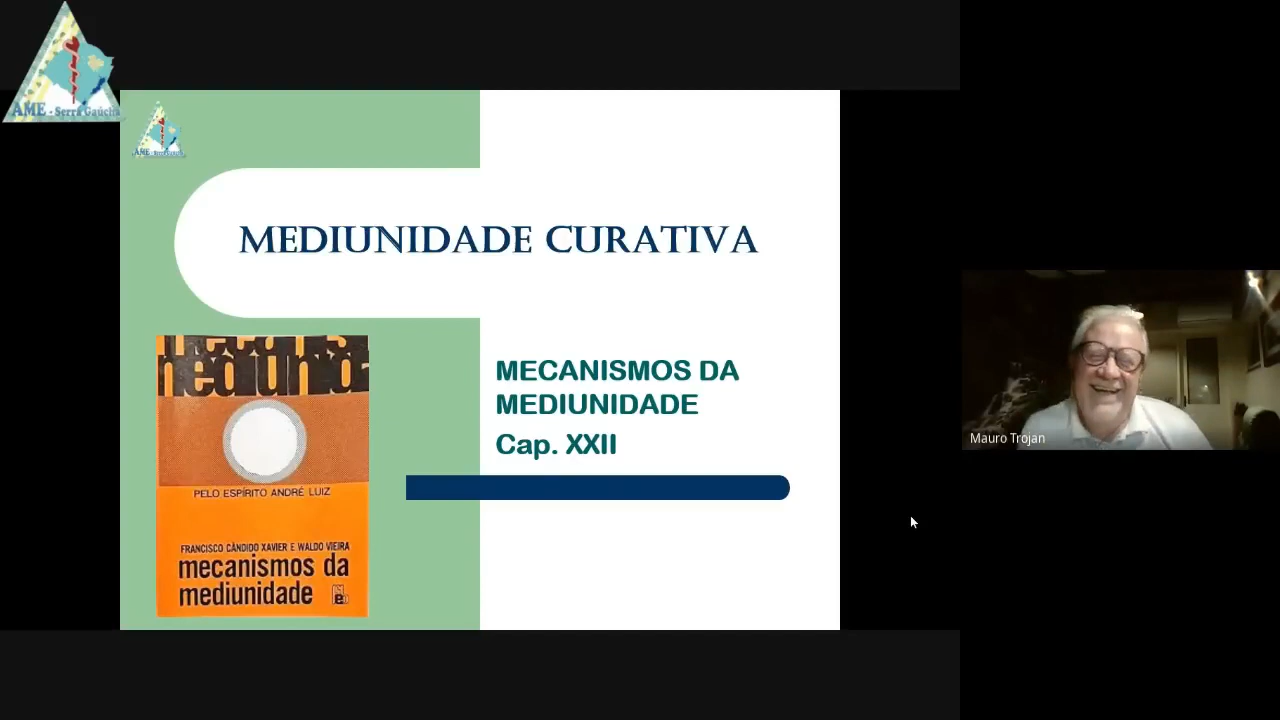 AME - Serra Gaúcha
MEDIUNIDADE CURATIVA
MECANISMOS DA
MEDIUNIDADE
Cap. XXII
PELO ESPÍRITO ANDRÉ LUIZ
FRANCISCO CÂNDIDO XAVIER E WALDO VIEIRA
mecanismos da
mediunidade
Mauro Trojan